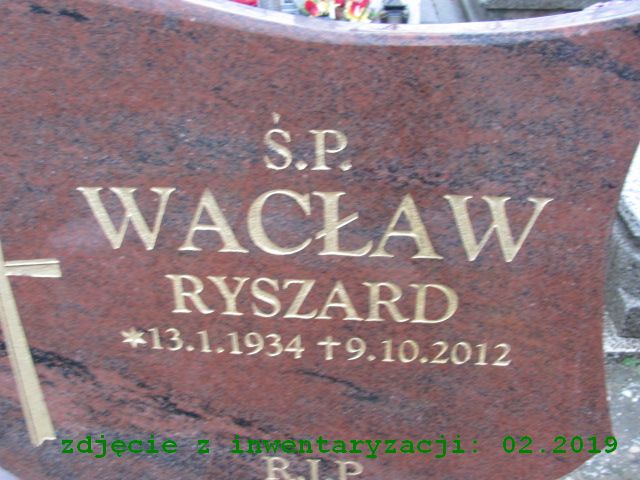 Ś.P.
WACŁAW
RYSZARD
*13.1.1934 †9.10.2012
zdjęcie z inwentaryzacji: 02.2019
R.I.P.